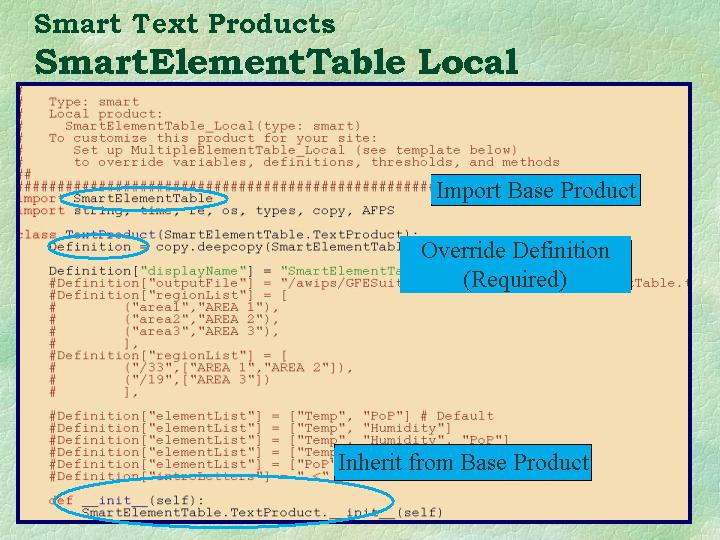 Smart Text Products
SmartElementTable Local
#
#   Type: smart
#   Local product:
#     SmartElementTable_Local(type: smart)
#   To customize this product for your site:
#      Set up MultipleElementTable_Local (see template below)
#      to override variables, definitions, thresholds, and methods
##
########################################################
import SmartElementTable
Import Base Product
import string, time, re, os, types, copy, AFPS
class TextProduct(SmartElementTable.TextProduct):
    Definition = copy.deepcopy(SmartElementTabl
Override Definition
(Required)
    Definition["displayName"] = "SmartElementTa
    #Definition["outputFile"] = "/awips/GFESuit
    #Definition["regionList"] = [
    #        ("area1","AREA 1"),
    #        ("area2","AREA 2"),
    #        ("area3","AREA 3"),
    #        ],
    #Definition["regionList"] = [
    #        ("/33",["AREA 1","AREA 2"]),
    #        ("/19",["AREA 3"])
    #        ],
    #Definition["elementList"] = ["Temp", "PoP"] # Default
    #Definition["elementList"] = ["Temp", "Humidity"]
    #Definition["elementList"] = ["Temp", "Humidity", "PoP"]
    #Definition["elementList"] = ["Temp
    #Definition["elementList"] = ["PoP"
Inherit from Base Product
    #Definition["introLetters"] = " <"
    def __init__(self):
        SmartElementTable.TextProduct.__init__(self)